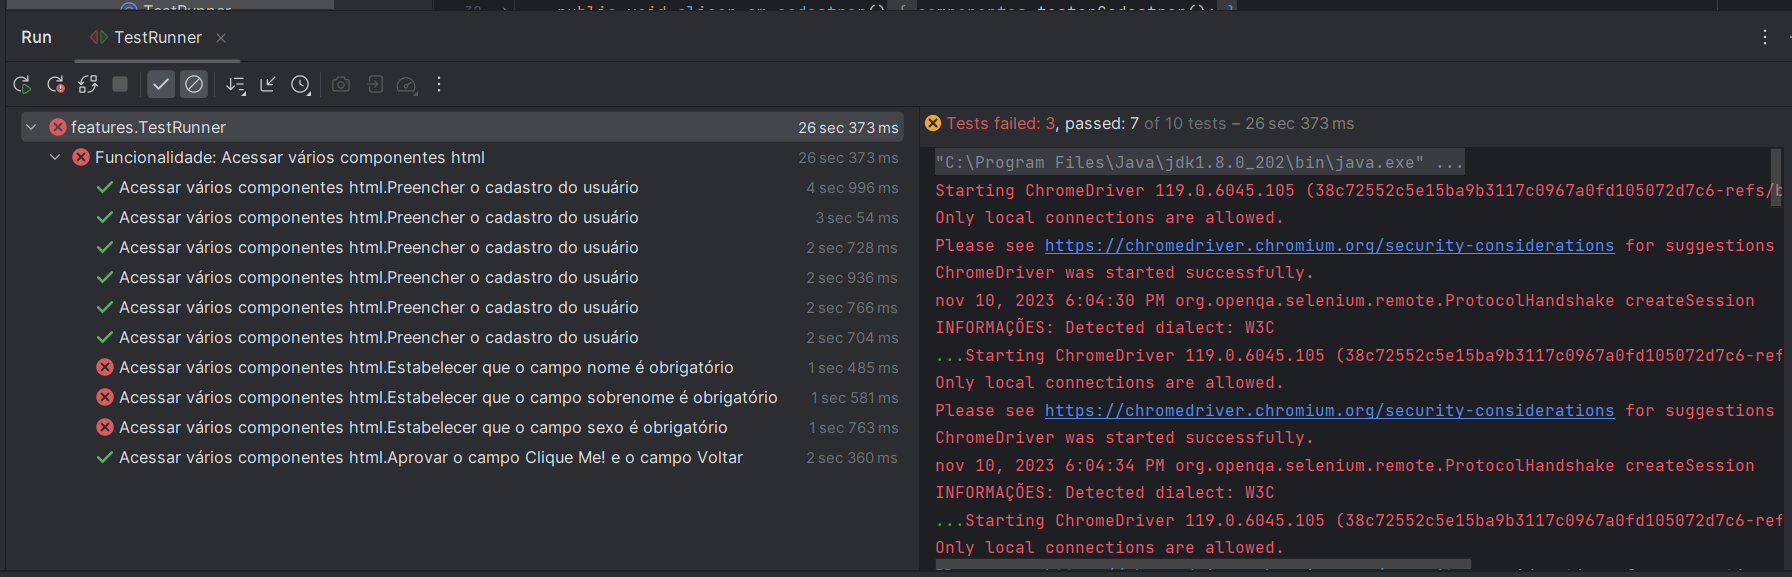 TestRunner
30 public void clicar_em_cadastrar() { componentes.testarCadastrar(); }
Run TestRunner
features.TestRunner 26 sec 373 ms
Funcionalidade: Acessar vários componentes html 26 sec 373 ms
Acessar vários componentes html.Preencher o cadastro do usuário 4 sec 996 ms
Acessar vários componentes html.Preencher o cadastro do usuário 3 sec 54 ms
Acessar vários componentes html.Preencher o cadastro do usuário 2 sec 728 ms
Acessar vários componentes html.Preencher o cadastro do usuário 2 sec 936 ms
Acessar vários componentes html.Preencher o cadastro do usuário 2 sec 766 ms
Acessar vários componentes html.Preencher o cadastro do usuário 2 sec 704 ms
Acessar vários componentes html.Estabelecer que o campo nome é obrigatório 1 sec 485 ms
Acessar vários componentes html.Estabelecer que o campo sobrenome é obrigatório 1 sec 581 ms
Acessar vários componentes html.Estabelecer que o campo sexo é obrigatório 1 sec 763 ms
Acessar vários componentes html.Aprovar o campo Clique Me! e o campo Voltar 2 sec 360 ms
Tests failed: 3, passed: 7 of 10 tests – 26 sec 373 ms
"C:\Program Files\Java\jdk1.8.0_202\bin\java.exe" ...
Starting ChromeDriver 119.0.6045.105 (38c72552c5e15ba9b3117c0967a0fd105072d7c6-refs/b
Only local connections are allowed.
Please see https://chromedriver.chromium.org/security-considerations for suggestions
ChromeDriver was started successfully.
nov 10, 2023 6:04:30 PM org.openqa.selenium.remote.ProtocolHandshake createSession
INFORMAÇÕES: Detected dialect: W3C
...Starting ChromeDriver 119.0.6045.105 (38c72552c5e15ba9b3117c0967a0fd105072d7c6-ref
Only local connections are allowed.
Please see https://chromedriver.chromium.org/security-considerations for suggestions
ChromeDriver was started successfully.
nov 10, 2023 6:04:34 PM org.openqa.selenium.remote.ProtocolHandshake createSession
INFORMAÇÕES: Detected dialect: W3C
...Starting ChromeDriver 119.0.6045.105 (38c72552c5e15ba9b3117c0967a0fd105072d7c6-ref
Only local connections are allowed.